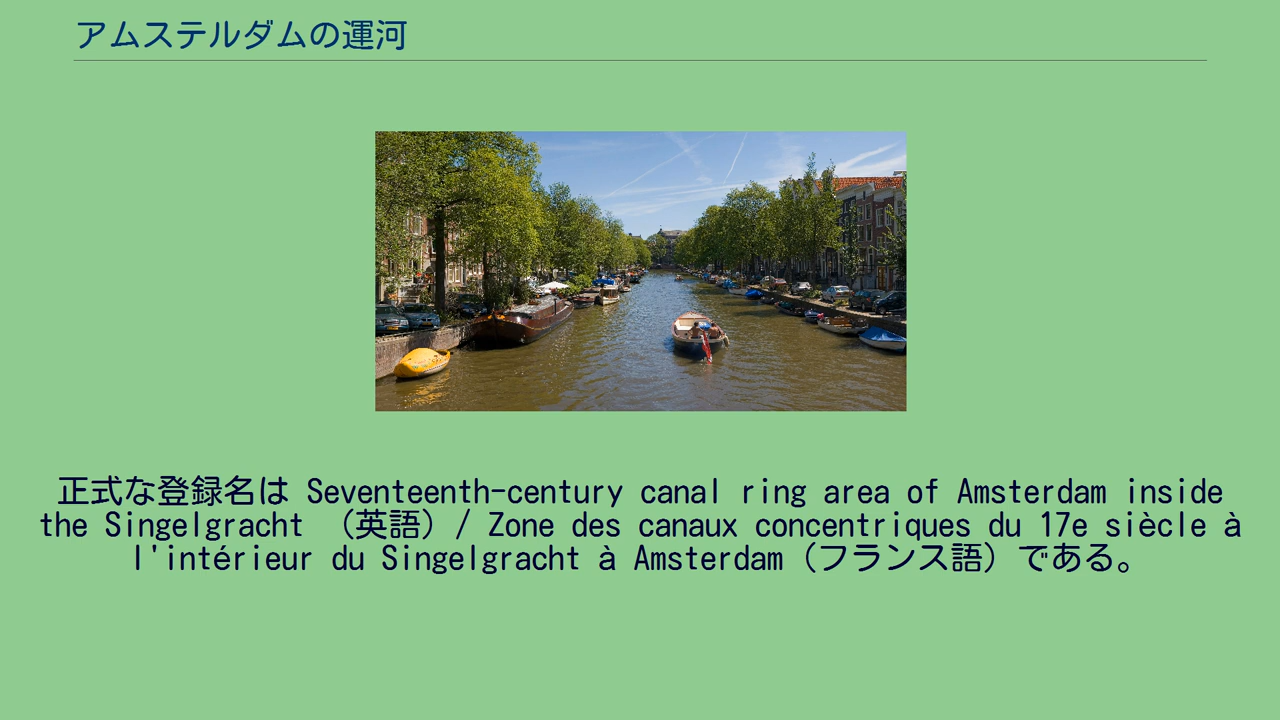 アムステルダムの運河
正式な登録名は Seventeenth-century canal ring area of Amsterdam inside
the Singelgracht （英語）/ Zone des canaux concentriques du 17e siècle à
l'intérieur du Singelgracht à Amsterdam（フランス語）である。